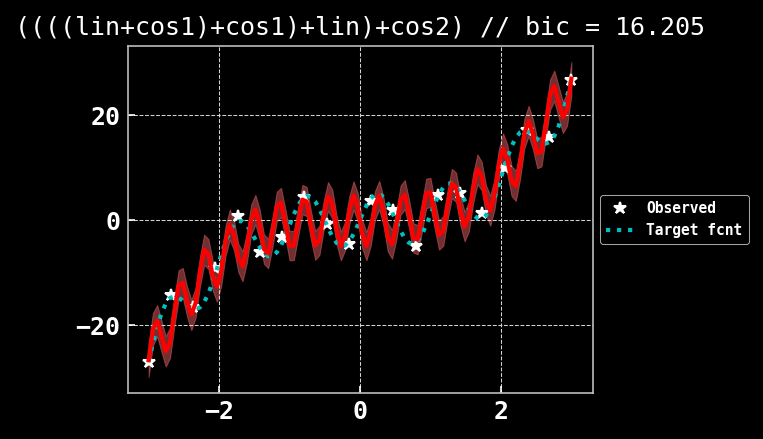 ((((lin+cos1)+cos1)+lin)+cos2) // bic = 16.205
20
0
−20
−2
0
2
Observed
Target fcnt